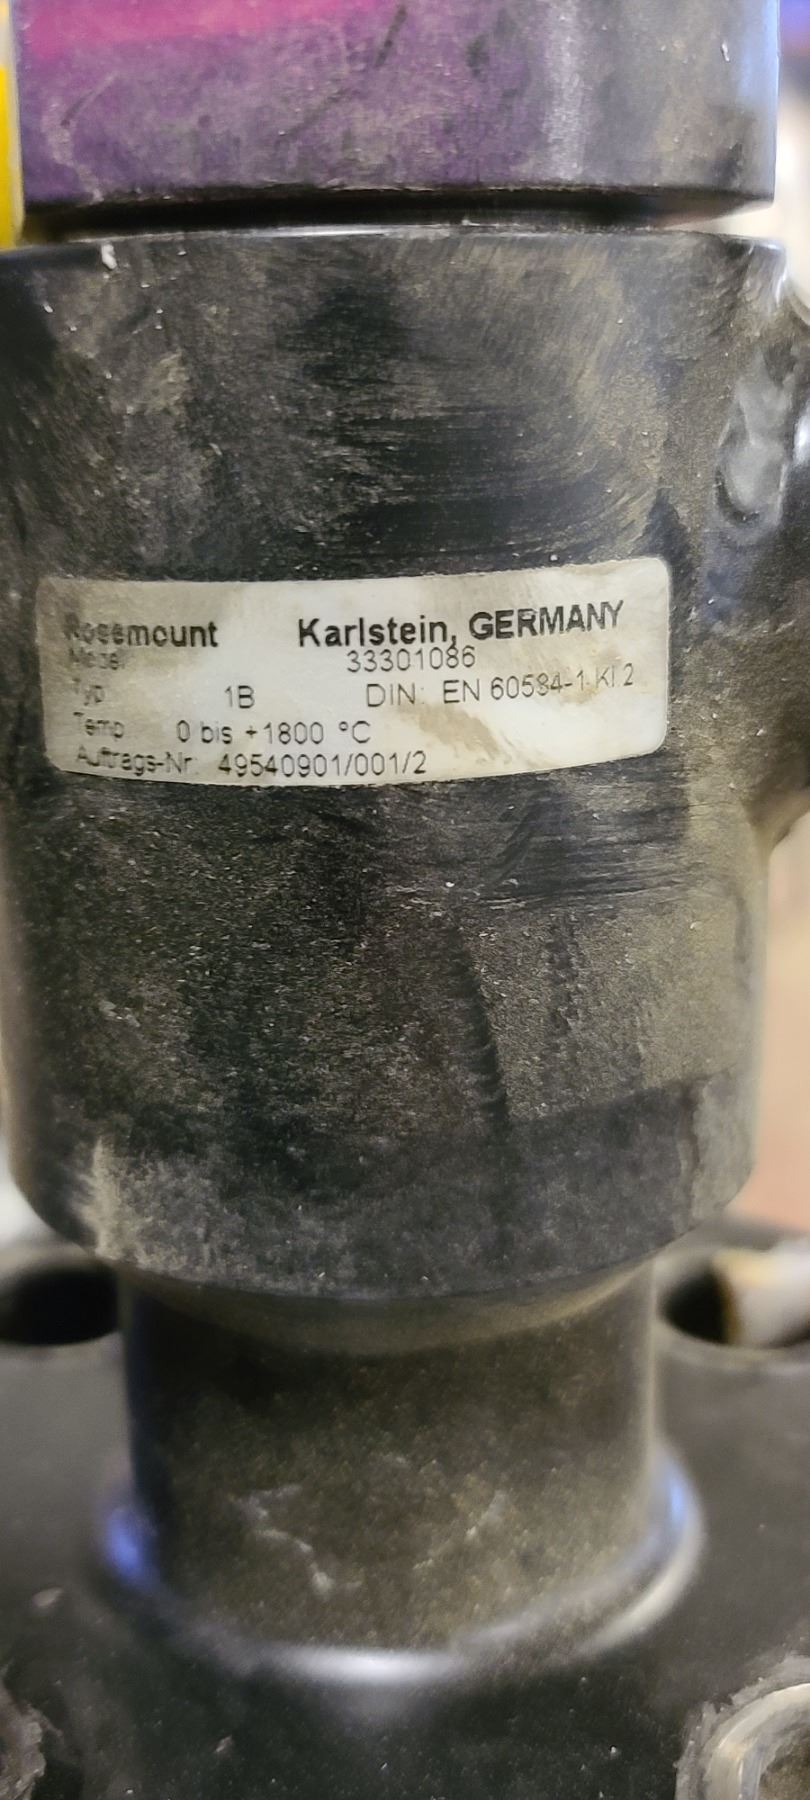 Rosemount Karlstein, GERMANY
Model 33301086
Typ 1B DIN: EN 60584-1 Kl 2
Temp 0 bis +1800 °C
Auftrags-Nr. 49540901/001/2